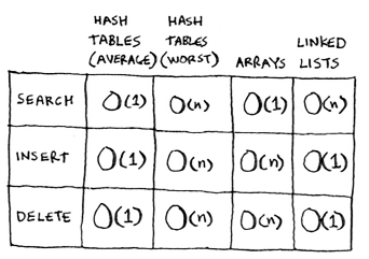 HASH TABLES (AVERAGE) HASH TABLES (WORST) ARRAYS LINKED LISTS
SEARCH O(1) O(n) O(1) O(n)
INSERT O(1) O(n) O(n) O(1)
DELETE O(1) O(n) O(n) O(1)